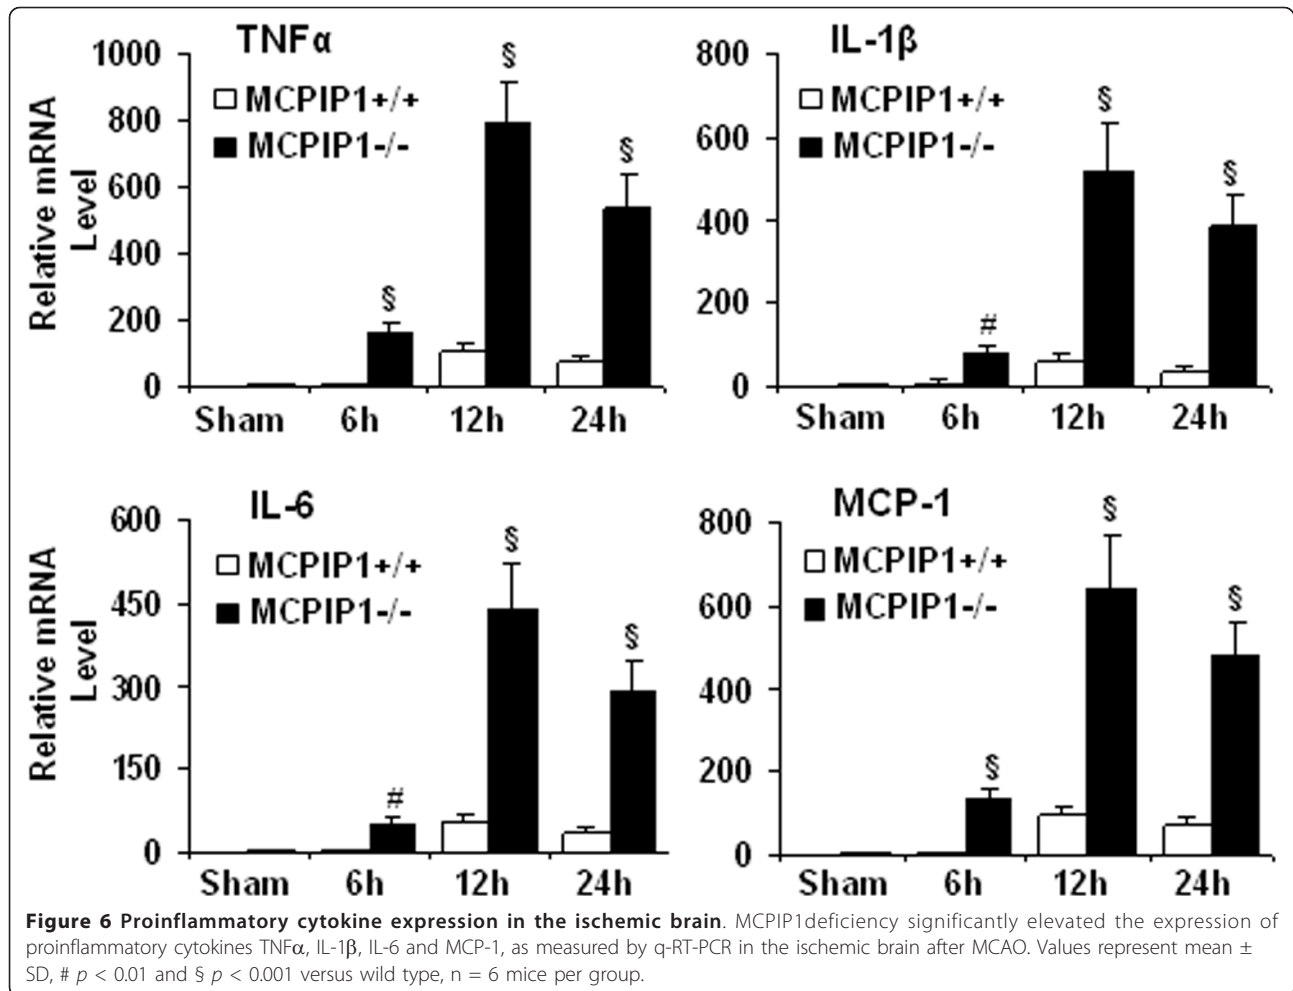 TNFα
1000
800
600
400
200
0
Relative mRNA
Level
MCPIP1+/+
MCPIP1-/-
§
§
§
Sham 6h 12h 24h
IL-1β
800
600
400
200
0
MCPIP1+/+
MCPIP1-/-
#
§
§
Sham 6h 12h 24h
IL-6
600
450
300
150
0
Relative mRNA
Level
MCPIP1+/+
MCPIP1-/-
#
§
§
Sham 6h 12h 24h
MCP-1
800
600
400
200
0
MCPIP1+/+
MCPIP1-/-
§
§
§
Sham 6h 12h 24h
Figure 6 Proinflammatory cytokine expression in the ischemic brain. MCPIP1deficiency significantly elevated the expression of
proinflammatory cytokines TNFα, IL-1β, IL-6 and MCP-1, as measured by q-RT-PCR in the ischemic brain after MCAO. Values represent mean ±
SD, # p < 0.01 and § p < 0.001 versus wild type, n = 6 mice per group.